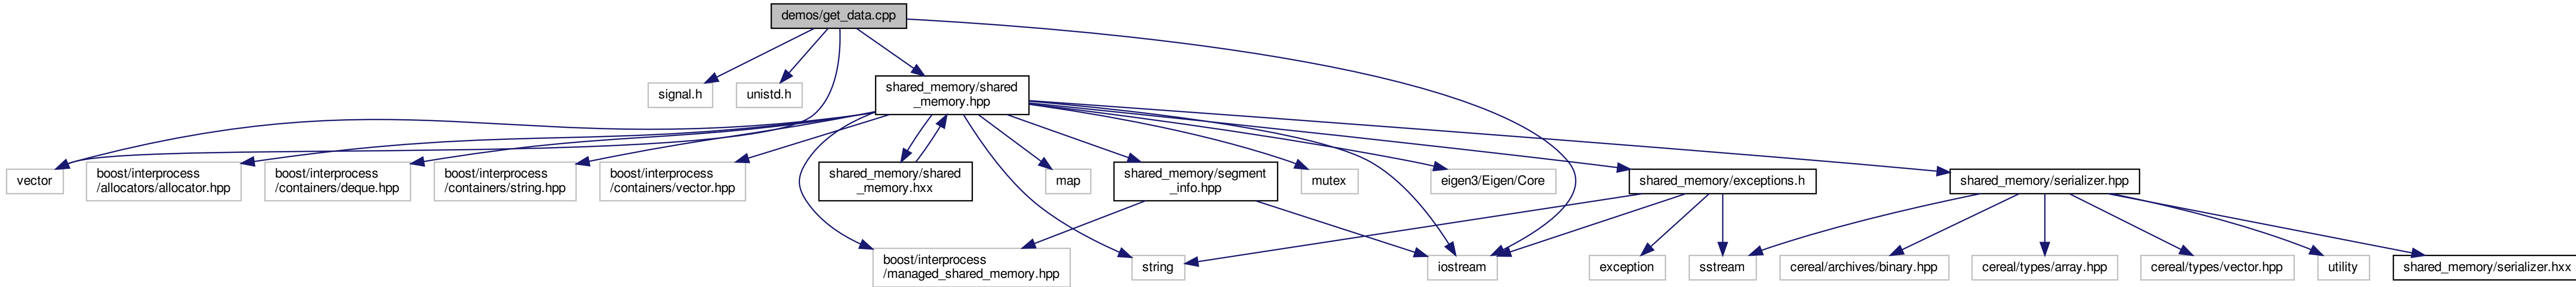 demos/get_data.cpp
signal.h
unistd.h
shared_memory/shared
_memory.hpp
vector
boost/interprocess
/allocators/allocator.hpp
boost/interprocess
/containers/deque.hpp
boost/interprocess
/containers/string.hpp
boost/interprocess
/containers/vector.hpp
shared_memory/shared
_memory.hxx
map
shared_memory/segment
_info.hpp
mutex
eigen3/Eigen/Core
shared_memory/exceptions.h
shared_memory/serializer.hpp
boost/interprocess
/managed_shared_memory.hpp
string
iostream
exception
sstream
cereal/archives/binary.hpp
cereal/types/array.hpp
cereal/types/vector.hpp
utility
shared_memory/serializer.hxx